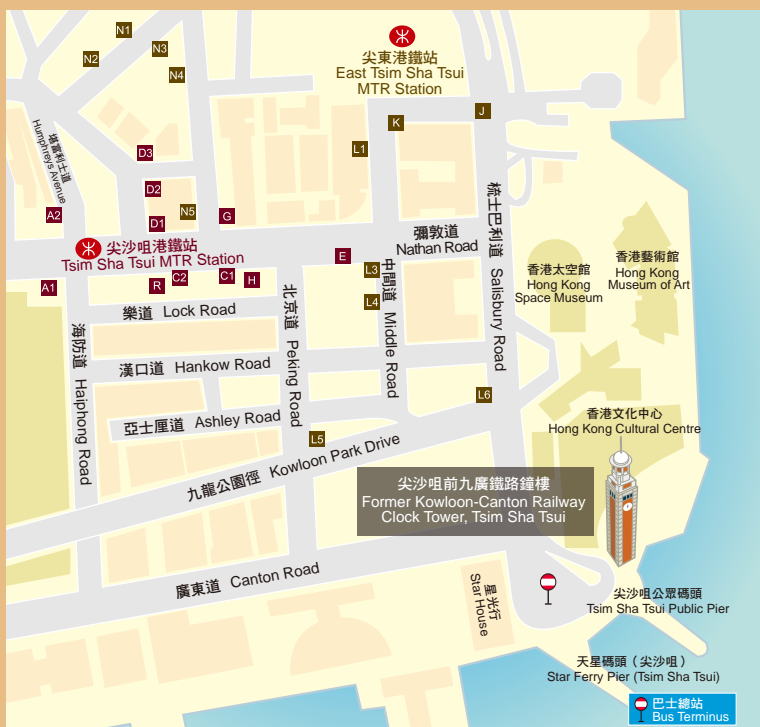 N1
N2
N3
N4
尖東港鐵站
East Tsim Sha Tsui
MTR Station
K
J
L1
堪富利士道
Humphreys Avenue
D3
D2
D1
N5
G
A2
尖沙咀港鐵站
Tsim Sha Tsui MTR Station
A1
R
C2
C1
H
E
L3
L4
彌敦道
Nathan Road
梳士巴利道 Salisbury Road
香港太空館
Hong Kong
Space Museum
香港藝術館
Hong Kong
Museum of Art
樂道 Lock Road
北京道 Peking Road
中間道 Middle Road
海防道 Haiphong Road
漢口道 Hankow Road
亞士厘道 Ashley Road
L5
L6
九龍公園徑 Kowloon Park Drive
香港文化中心
Hong Kong Cultural Centre
尖沙咀前九廣鐵路鐘樓
Former Kowloon-Canton Railway
Clock Tower, Tsim Sha Tsui
廣東道 Canton Road
星光行
Star House
尖沙咀公眾碼頭
Tsim Sha Tsui Public Pier
天星碼頭（尖沙咀）
Star Ferry Pier (Tsim Sha Tsui)
巴士總站
Bus Terminus